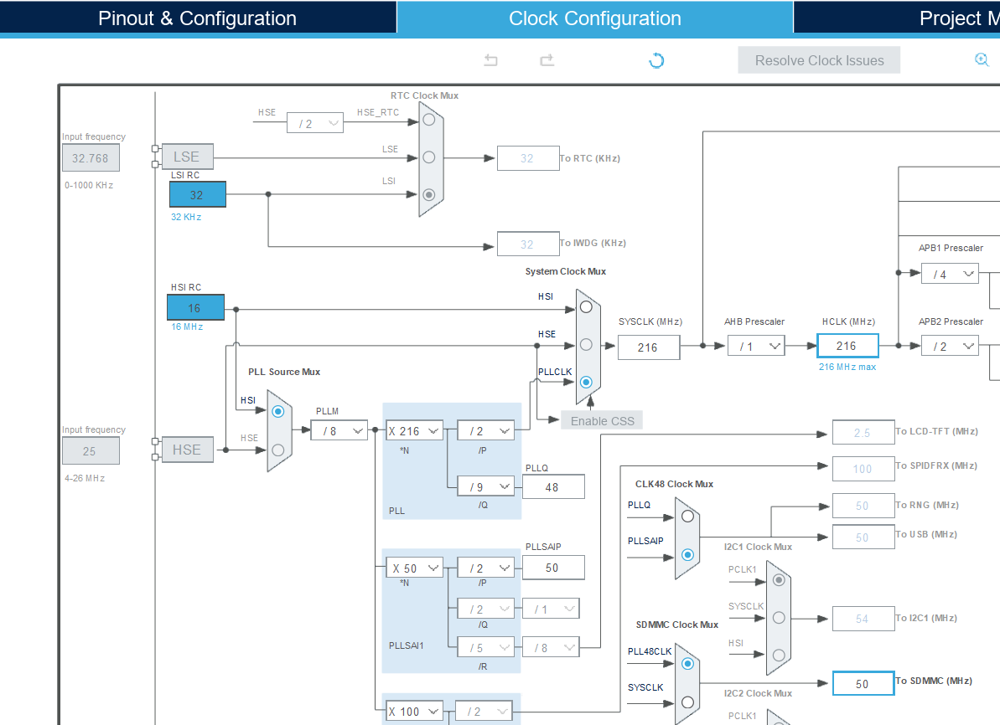 Pinout & Configuration
Clock Configuration
Project M
Resolve Clock Issues
RTC Clock Mux
HSE
/ 2
HSE_RTC
Input frequency
32.768
0-1000 KHz
LSE
LSE
32
To RTC (KHz)
LSI RC
32
32 KHz
LSI
32
To IWDG (KHz)
System Clock Mux
APB1 Prescaler
/ 4
HSI RC
16
16 MHz
HSI
HSE
PLLCLK
SYSCLK (MHz)
216
AHB Prescaler
/ 1
HCLK (MHz)
216
216 MHz max
APB2 Prescaler
/ 2
Enable CSS
PLL Source Mux
HSI
HSE
Input frequency
25
4-26 MHz
HSE
PLLM
/ 8
X 216
*N
/ 2
/P
PLLQ
/ 9
48
/Q
PLL
2.5
To LCD-TFT (MHz)
100
To SPIDFRX (MHz)
CLK48 Clock Mux
PLLQ
PLLSAIP
50
To RNG (MHz)
50
To USB (MHz)
PLLSAIP
X 50
*N
/ 2
50
/P
/ 2
/ 1
/Q
PLLSAI1
/ 5
/ 8
/R
I2C1 Clock Mux
PCLK1
SYSCLK
HSI
54
To I2C1 (MHz)
SDMMC Clock Mux
PLL48CLK
SYSCLK
50
To SDMMC (MHz)
I2C2 Clock Mux
PCLK1
X 100
/ 2